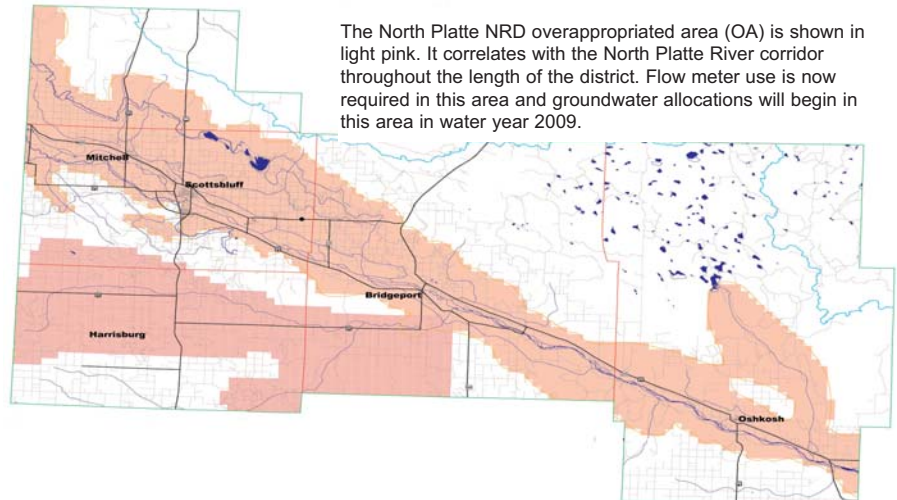 The North Platte NRD overappropriated area (OA) is shown in
light pink. It correlates with the North Platte River corridor
throughout the length of the district. Flow meter use is now
required in this area and groundwater allocations will begin in
this area in water year 2009.
Mitchell
Scottsbluff
Bridgeport
Harrisburg
Oshkosh